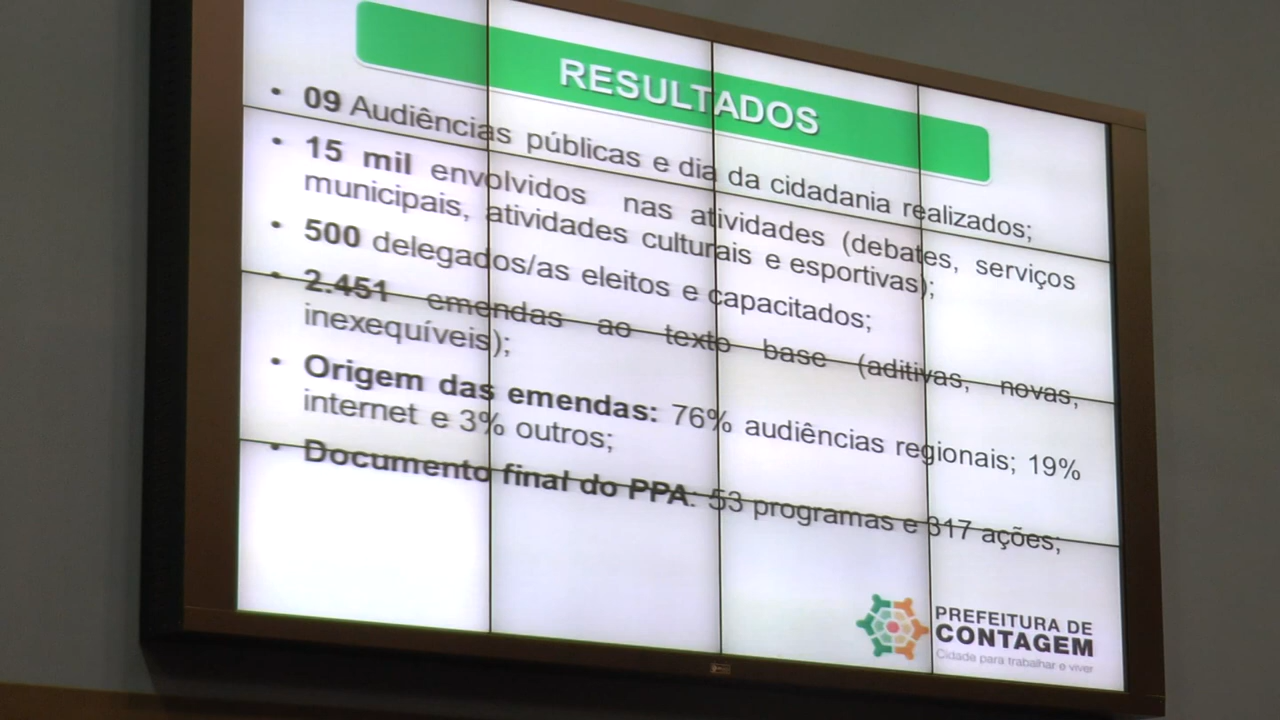 RESULTADOS
• 09 Audiências públicas e dia da cidadania realizados;
• 15 mil envolvidos nas atividades (debates, serviços
municipais, atividades culturais e esportivas);
• 500 delegados/as eleitos e capacitados;
• 2.451 emendas ao texto base (aditivas, novas,
inexequíveis);
• Origem das emendas: 76% audiências regionais; 19%
internet e 3% outros;
• Documento final do PPA: 53 programas e 317 ações;
PREFEITURA DE
CONTAGEM
Cidade para trabalhar e viver